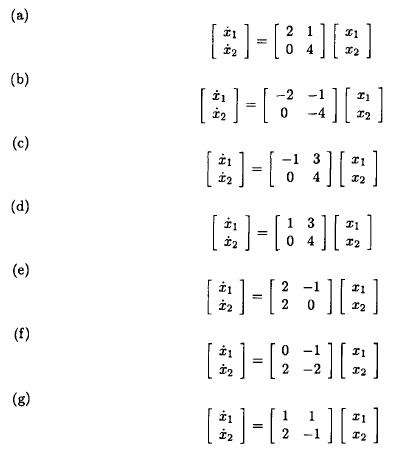 (a)
[ ẋ₁ ; ẋ₂ ] = [ 2 1 ; 0 4 ] [ x₁ ; x₂ ]
(b)
[ ẋ₁ ; ẋ₂ ] = [ −2 −1 ; 0 −4 ] [ x₁ ; x₂ ]
(c)
[ ẋ₁ ; ẋ₂ ] = [ −1 3 ; 0 4 ] [ x₁ ; x₂ ]
(d)
[ ẋ₁ ; ẋ₂ ] = [ 1 3 ; 0 4 ] [ x₁ ; x₂ ]
(e)
[ ẋ₁ ; ẋ₂ ] = [ 2 −1 ; 2 0 ] [ x₁ ; x₂ ]
(f)
[ ẋ₁ ; ẋ₂ ] = [ 0 −1 ; 2 −2 ] [ x₁ ; x₂ ]
(g)
[ ẋ₁ ; ẋ₂ ] = [ 1 1 ; 2 −1 ] [ x₁ ; x₂ ]